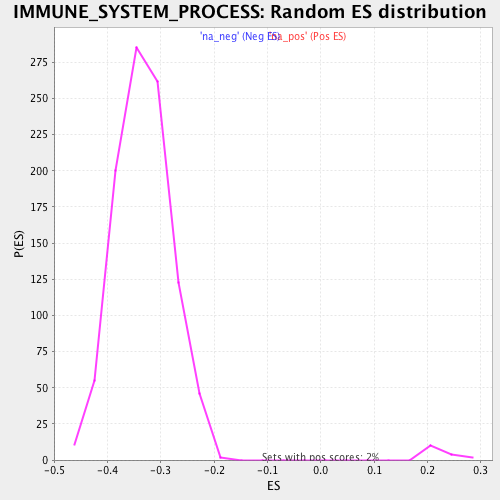 IMMUNE_SYSTEM_PROCESS: Random ES distribution
'na_neg' (Neg ES) 'na_pos' (Pos ES)
275
250
225
200
175
150
125
100
75
50
25
0
P(ES)
Sets with pos scores: 2%
-0.5 -0.4 -0.3 -0.2 -0.1 0.0 0.1 0.2 0.3
ES